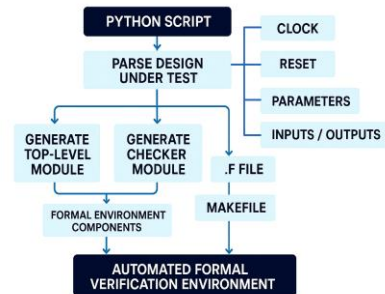 PYTHON SCRIPT
PARSE DESIGN
UNDER TEST
CLOCK
RESET
PARAMETERS
INPUTS / OUTPUTS
GENERATE
TOP-LEVEL
MODULE
GENERATE
CHECKER
MODULE
.F FILE
MAKEFILE
FORMAL ENVIRONMENT
COMPONENTS
AUTOMATED FORMAL
VERIFICATION ENVIRONMENT